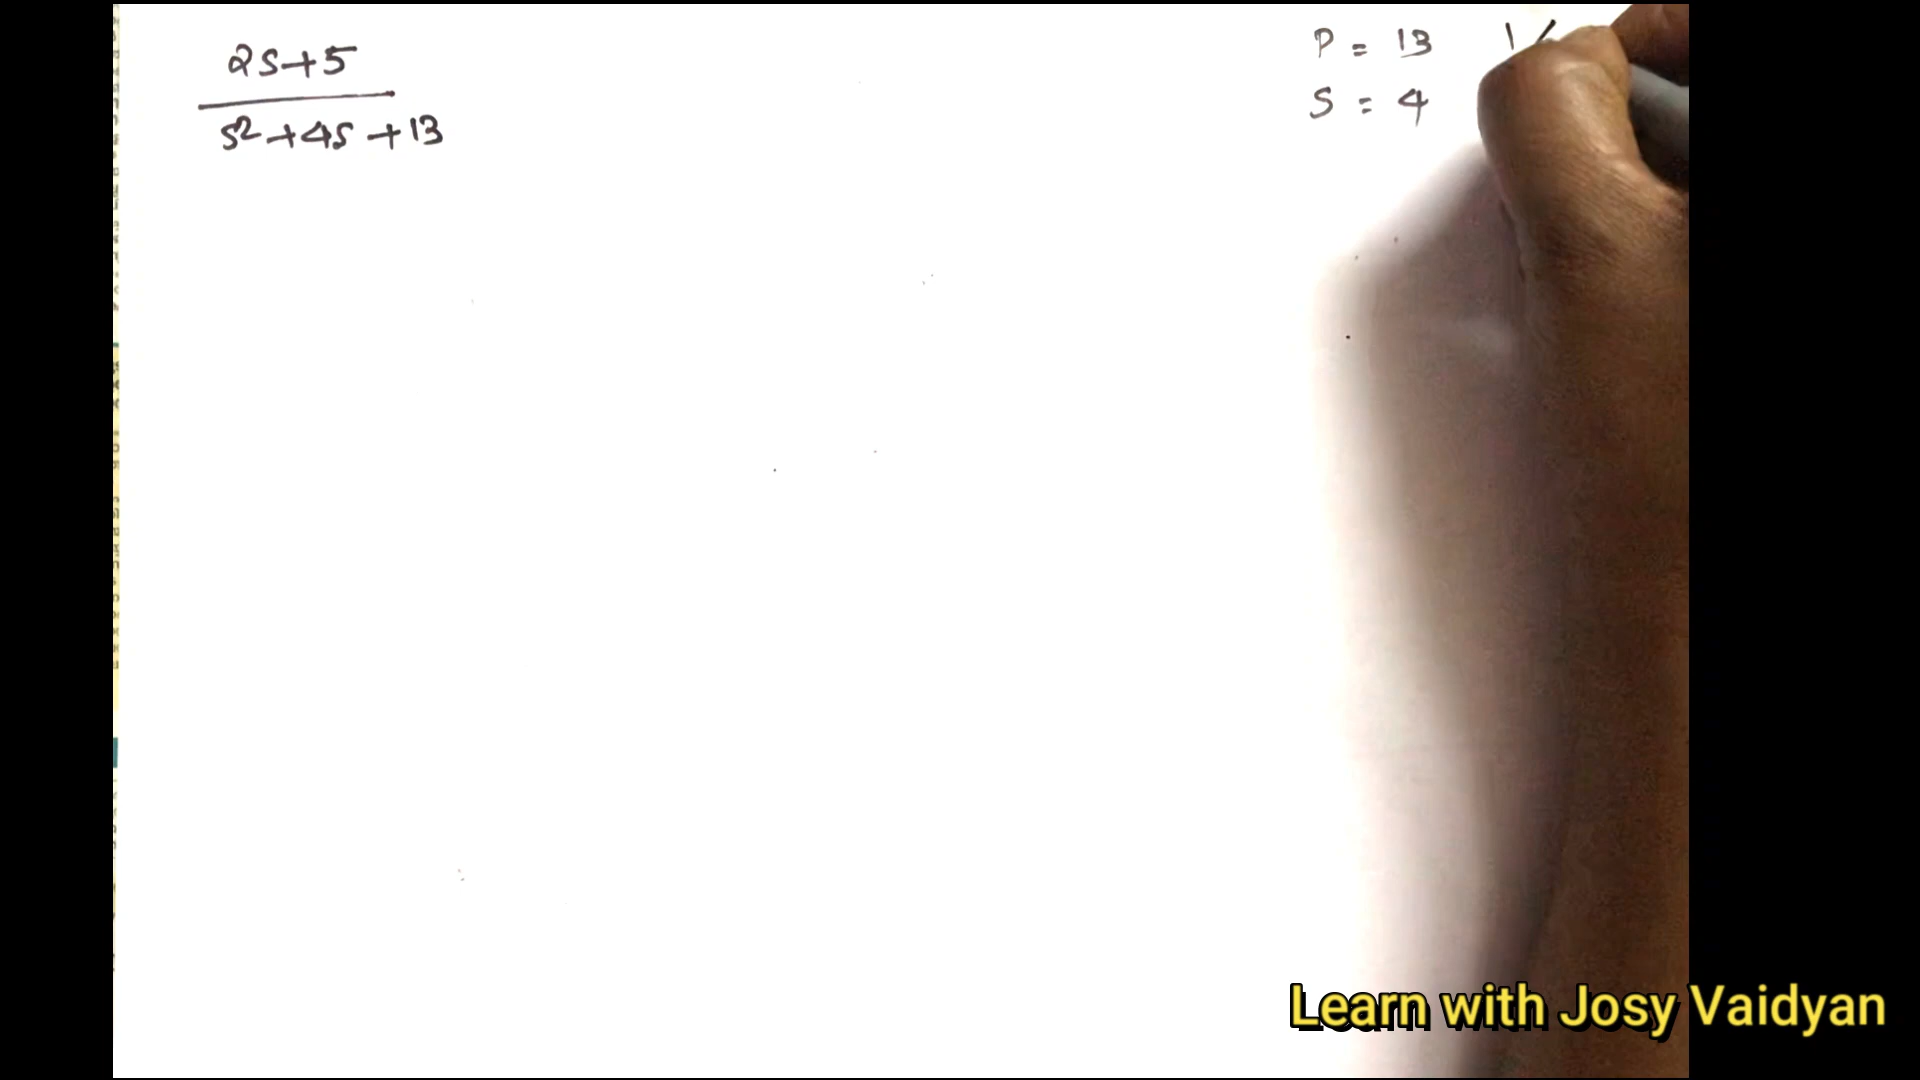 2s+5
s²+4s+13
P = 13
S = 4
Learn with Josy Vaidyan